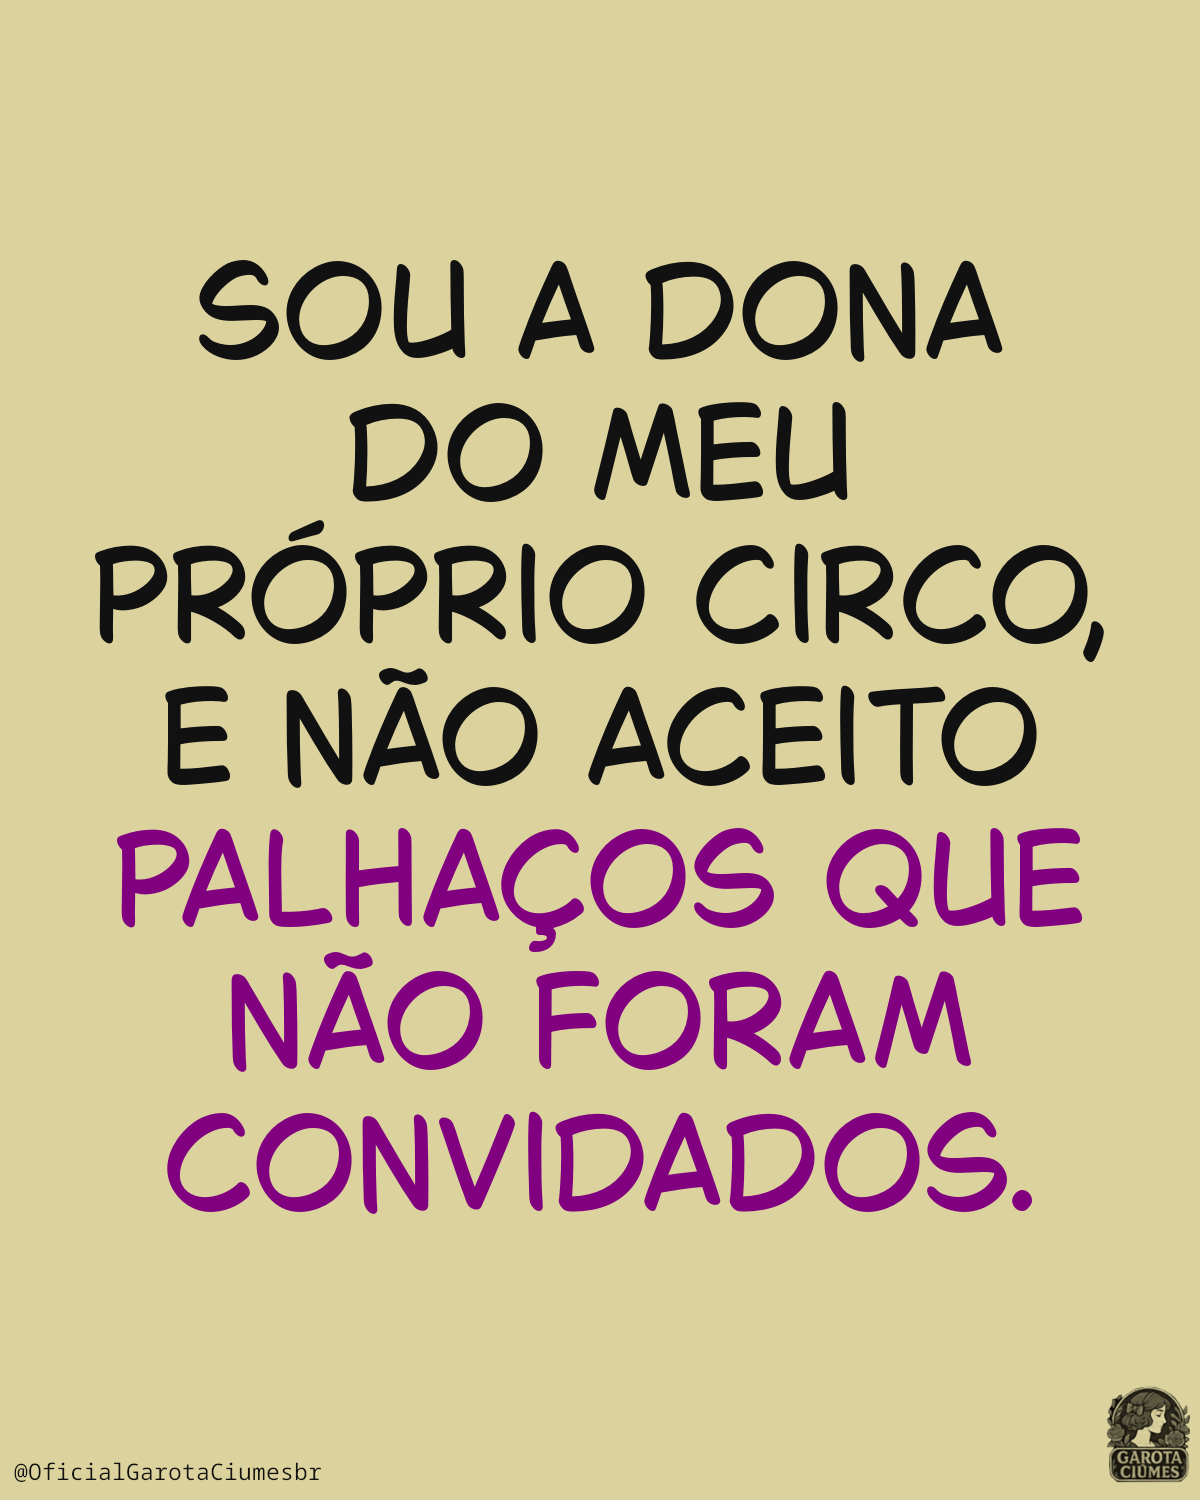 SOU A DONA
DO MEU
PRÓPRIO CIRCO,
E NÃO ACEITO
PALHAÇOS QUE
NÃO FORAM
CONVIDADOS.
@OficialGarotaCiumesbr
GAROTA
CIÚMES